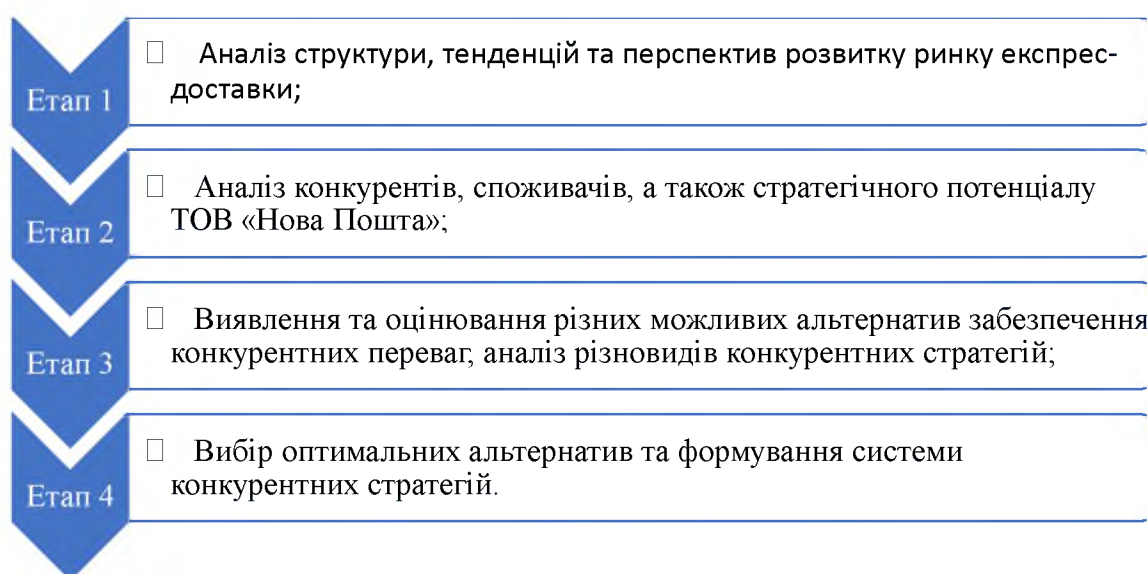 Етап 1
Аналіз структури, тенденцій та перспектив розвитку ринку експрес-
доставки;
Етап 2
Аналіз конкурентів, споживачів, а також стратегічного потенціалу
ТОВ «Нова Пошта»;
Етап 3
Виявлення та оцінювання різних можливих альтернатив забезпечення
конкурентних переваг, аналіз різновидів конкурентних стратегій;
Етап 4
Вибір оптимальних альтернатив та формування системи
конкурентних стратегій.